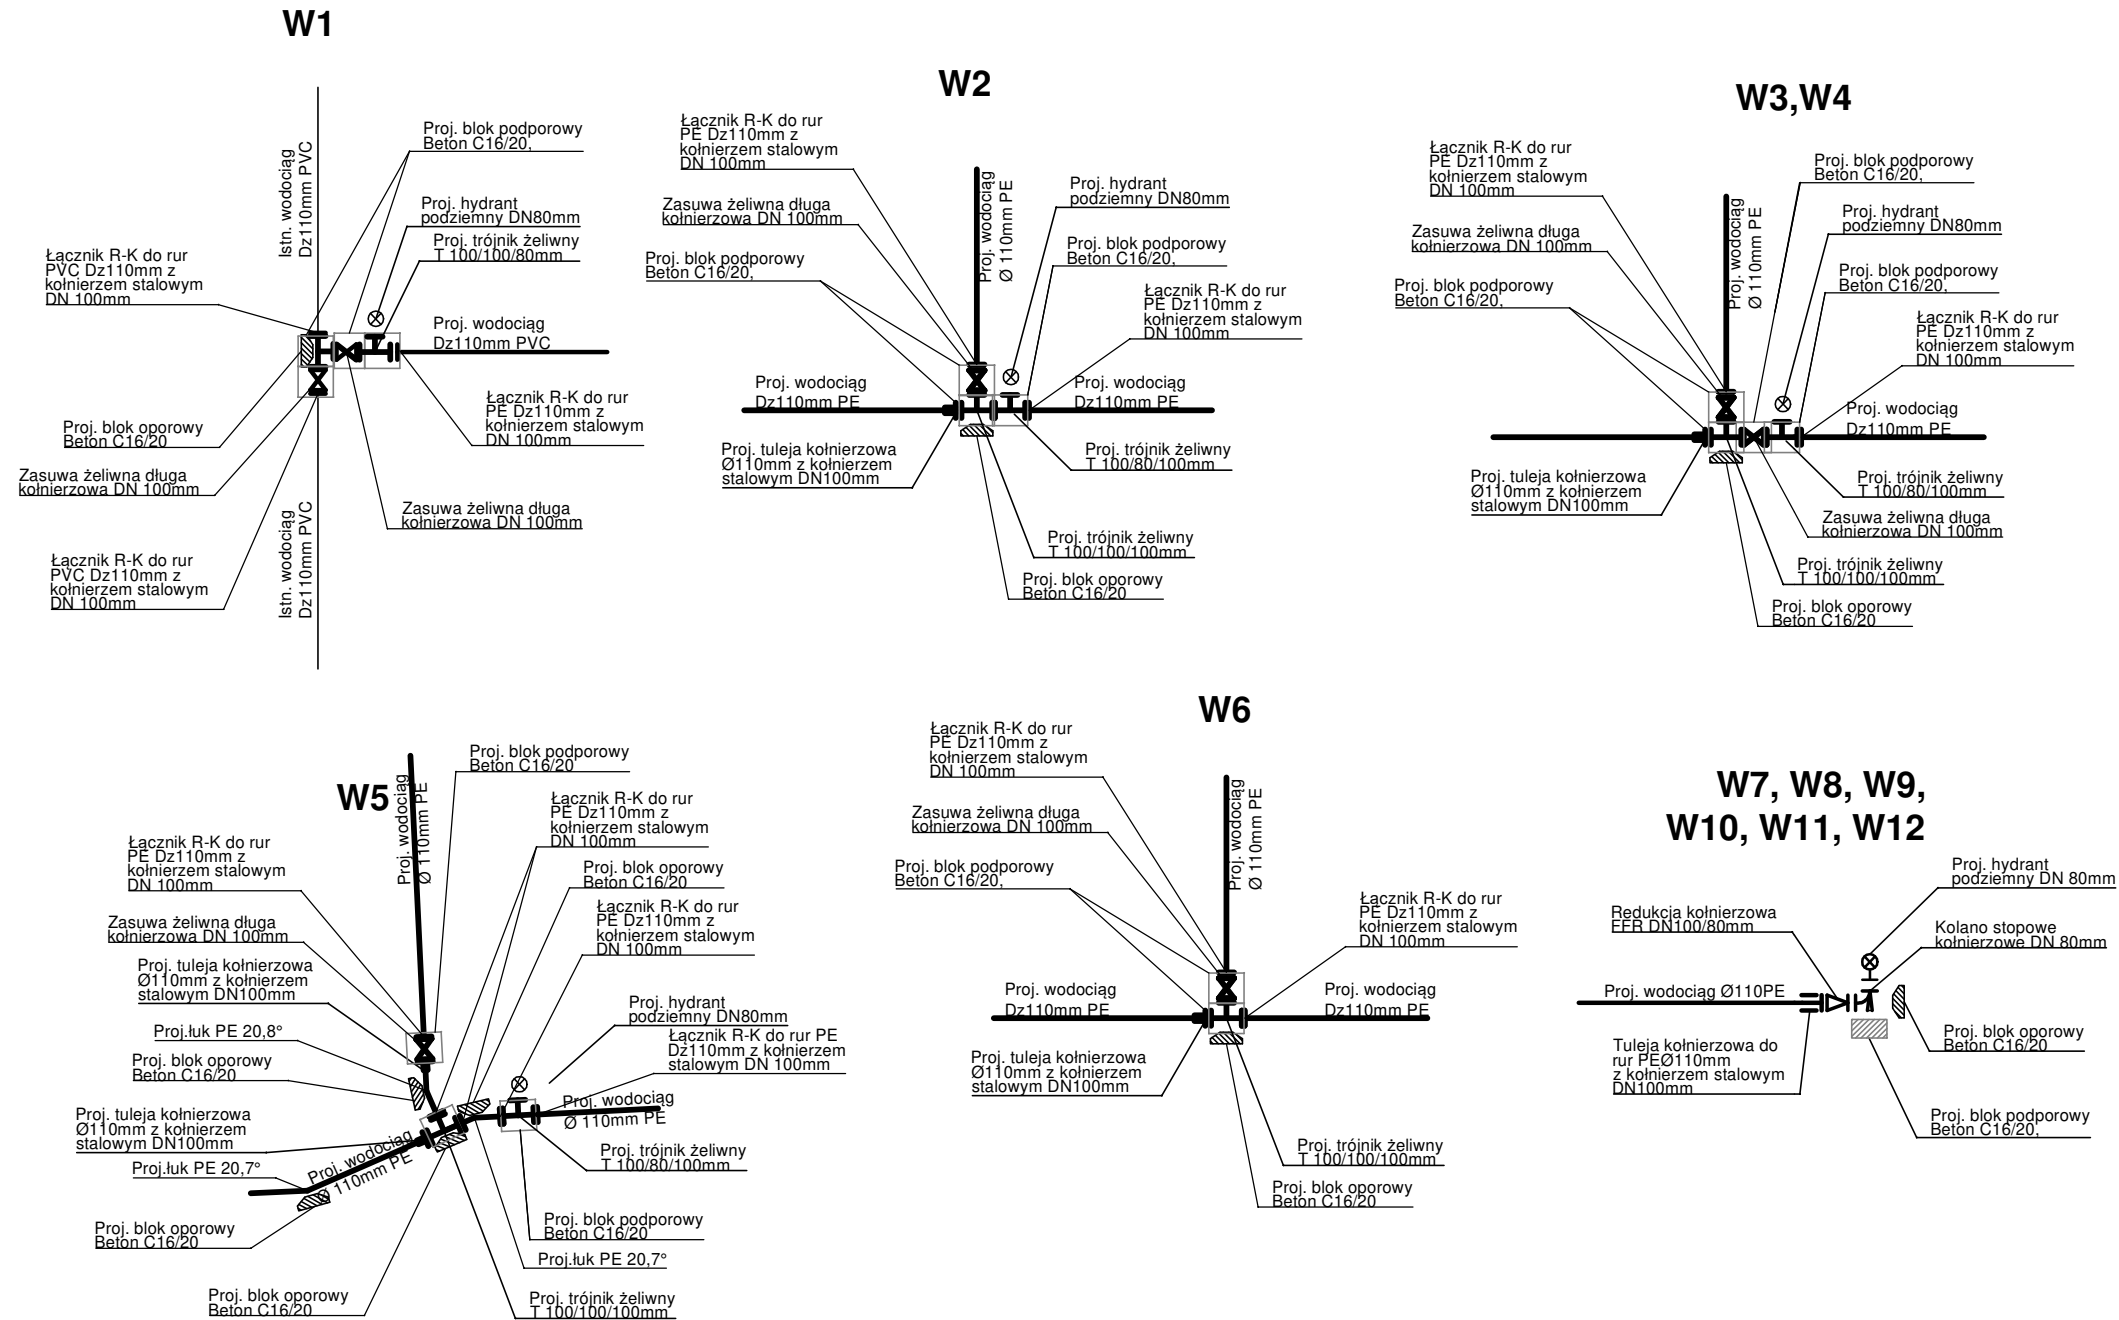 W1
Istn. wodociąg
Dz110mm PVC
Proj. blok podporowy
Beton C16/20,
Proj. hydrant
podziemny DN80mm
Proj. trójnik żeliwny
T 100/100/80mm
Łącznik R-K do rur
PVC Dz110mm z
kołnierzem stalowym
DN 100mm
Proj. wodociąg
Dz110mm PVC
Łącznik R-K do rur
PE Dz110mm z
kołnierzem stalowym
DN 100mm
Proj. blok oporowy
Beton C16/20
Zasuwa żeliwna długa
kołnierzowa DN 100mm
Zasuwa żeliwna długa
kołnierzowa DN 100mm
Istn. wodociąg
Dz110mm PVC
Łącznik R-K do rur
PVC Dz110mm z
kołnierzem stalowym
DN 100mm
W2
Łącznik R-K do rur
PE Dz110mm z
kołnierzem stalowym
DN 100mm
Proj. wodociąg
Ø 110mm PE
Proj. hydrant
podziemny DN80mm
Zasuwa żeliwna długa
kołnierzowa DN 100mm
Proj. blok podporowy
Beton C16/20,
Proj. blok podporowy
Beton C16/20,
Łącznik R-K do rur
PE Dz110mm z
kołnierzem stalowym
DN 100mm
Proj. wodociąg
Dz110mm PE
Proj. wodociąg
Dz110mm PE
Proj. tuleja kołnierzowa
Ø110mm z kołnierzem
stalowym DN100mm
Proj. trójnik żeliwny
T 100/80/100mm
Proj. trójnik żeliwny
T 100/100/100mm
Proj. blok oporowy
Beton C16/20
W3,W4
Łącznik R-K do rur
PE Dz110mm z
kołnierzem stalowym
DN 100mm
Proj. wodociąg
Ø 110mm PE
Proj. blok podporowy
Beton C16/20,
Proj. hydrant
podziemny DN80mm
Zasuwa żeliwna długa
kołnierzowa DN 100mm
Proj. blok podporowy
Beton C16/20,
Proj. blok podporowy
Beton C16/20,
Łącznik R-K do rur
PE Dz110mm z
kołnierzem stalowym
DN 100mm
Proj. wodociąg
Dz110mm PE
Proj. tuleja kołnierzowa
Ø110mm z kołnierzem
stalowym DN100mm
Proj. trójnik żeliwny
T 100/80/100mm
Zasuwa żeliwna długa
kołnierzowa DN 100mm
Proj. trójnik żeliwny
T 100/100/100mm
Proj. blok oporowy
Beton C16/20
W5
Proj. wodociąg
Ø 110mm PE
Proj. blok podporowy
Beton C16/20
Łącznik R-K do rur
PE Dz110mm z
kołnierzem stalowym
DN 100mm
Łącznik R-K do rur
PE Dz110mm z
kołnierzem stalowym
DN 100mm
Proj. blok oporowy
Beton C16/20
Łącznik R-K do rur
PE Dz110mm z
kołnierzem stalowym
DN 100mm
Zasuwa żeliwna długa
kołnierzowa DN 100mm
Proj. tuleja kołnierzowa
Ø110mm z kołnierzem
stalowym DN100mm
Proj.łuk PE 20,8°
Proj. blok oporowy
Beton C16/20
Proj. hydrant
podziemny DN80mm
Łącznik R-K do rur PE
Dz110mm z kołnierzem
stalowym DN 100mm
Proj. wodociąg
Ø 110mm PE
Proj. tuleja kołnierzowa
Ø110mm z kołnierzem
stalowym DN100mm
Proj.łuk PE 20,7°
Proj. wodociąg
Ø 110mm PE
Proj. trójnik żeliwny
T 100/80/100mm
Proj. blok oporowy
Beton C16/20
Proj. blok podporowy
Beton C16/20
Proj.łuk PE 20,7°
Proj. blok oporowy
Beton C16/20
Proj. trójnik żeliwny
T 100/100/100mm
W6
Łącznik R-K do rur
PE Dz110mm z
kołnierzem stalowym
DN 100mm
Proj. wodociąg
Ø 110mm PE
Zasuwa żeliwna długa
kołnierzowa DN 100mm
Proj. blok podporowy
Beton C16/20,
Łącznik R-K do rur
PE Dz110mm z
kołnierzem stalowym
DN 100mm
Proj. wodociąg
Dz110mm PE
Proj. wodociąg
Dz110mm PE
Proj. tuleja kołnierzowa
Ø110mm z kołnierzem
stalowym DN100mm
Proj. trójnik żeliwny
T 100/100/100mm
Proj. blok oporowy
Beton C16/20
W7, W8, W9,
W10, W11, W12
Proj. hydrant
podziemny DN 80mm
Redukcja kołnierzowa
FFR DN100/80mm
Kolano stopowe
kołnierzowe DN 80mm
Proj. wodociąg Ø110PE
Proj. blok oporowy
Beton C16/20
Tuleja kołnierzowa do
rur PEØ110mm
z kołnierzem stalowym
DN100mm
Proj. blok podporowy
Beton C16/20,